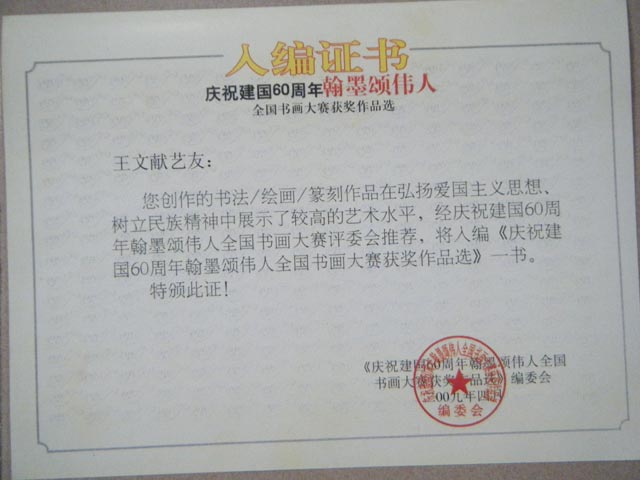 入编证书
庆祝建国60周年翰墨颂伟人
全国书画大赛获奖作品选
王文献艺友：
您创作的书法/绘画/篆刻作品在弘扬爱国主义思想、
树立民族精神中展示了较高的艺术水平，经庆祝建国60周
年翰墨颂伟人全国书画大赛评委会推荐，将入编《庆祝建
国60周年翰墨颂伟人全国书画大赛获奖作品选》一书。
特颁此证！
《庆祝建国60周年翰墨颂伟人全国
书画大赛获奖作品选》编委会
00九年四月
编委会